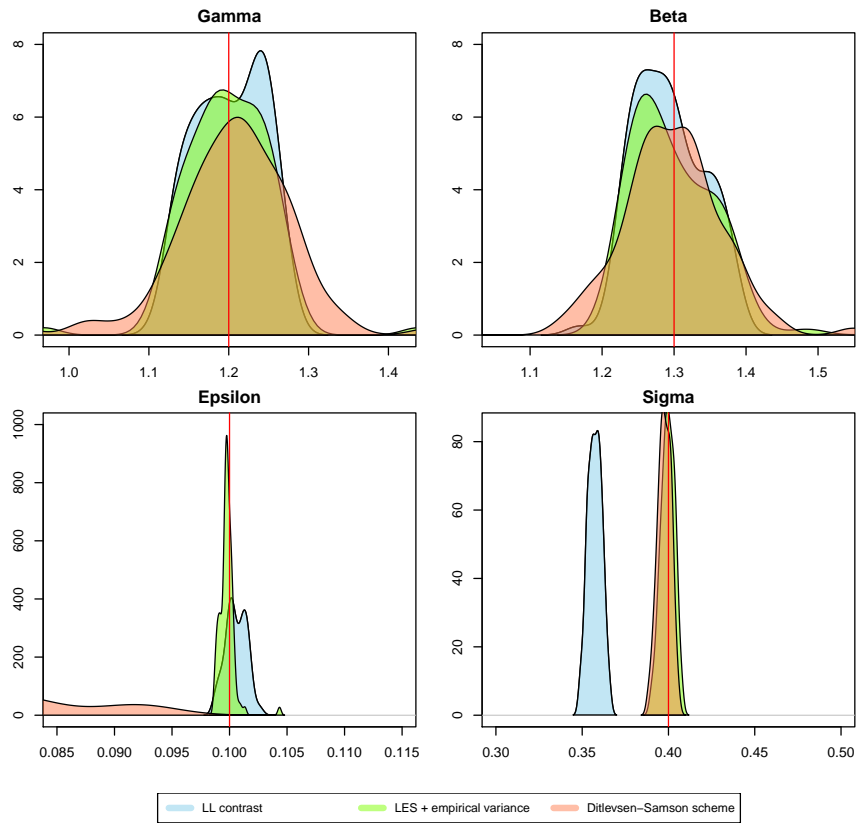 Gamma
Beta
8
6
4
2
0
1.0 1.1 1.2 1.3 1.4
8
6
4
2
0
1.1 1.2 1.3 1.4 1.5
Epsilon
Sigma
1000
800
600
400
200
0
0.085 0.090 0.095 0.100 0.105 0.110 0.115
80
60
40
20
0
0.30 0.35 0.40 0.45 0.50
LL contrast LES + empirical variance Ditlevsen−Samson scheme